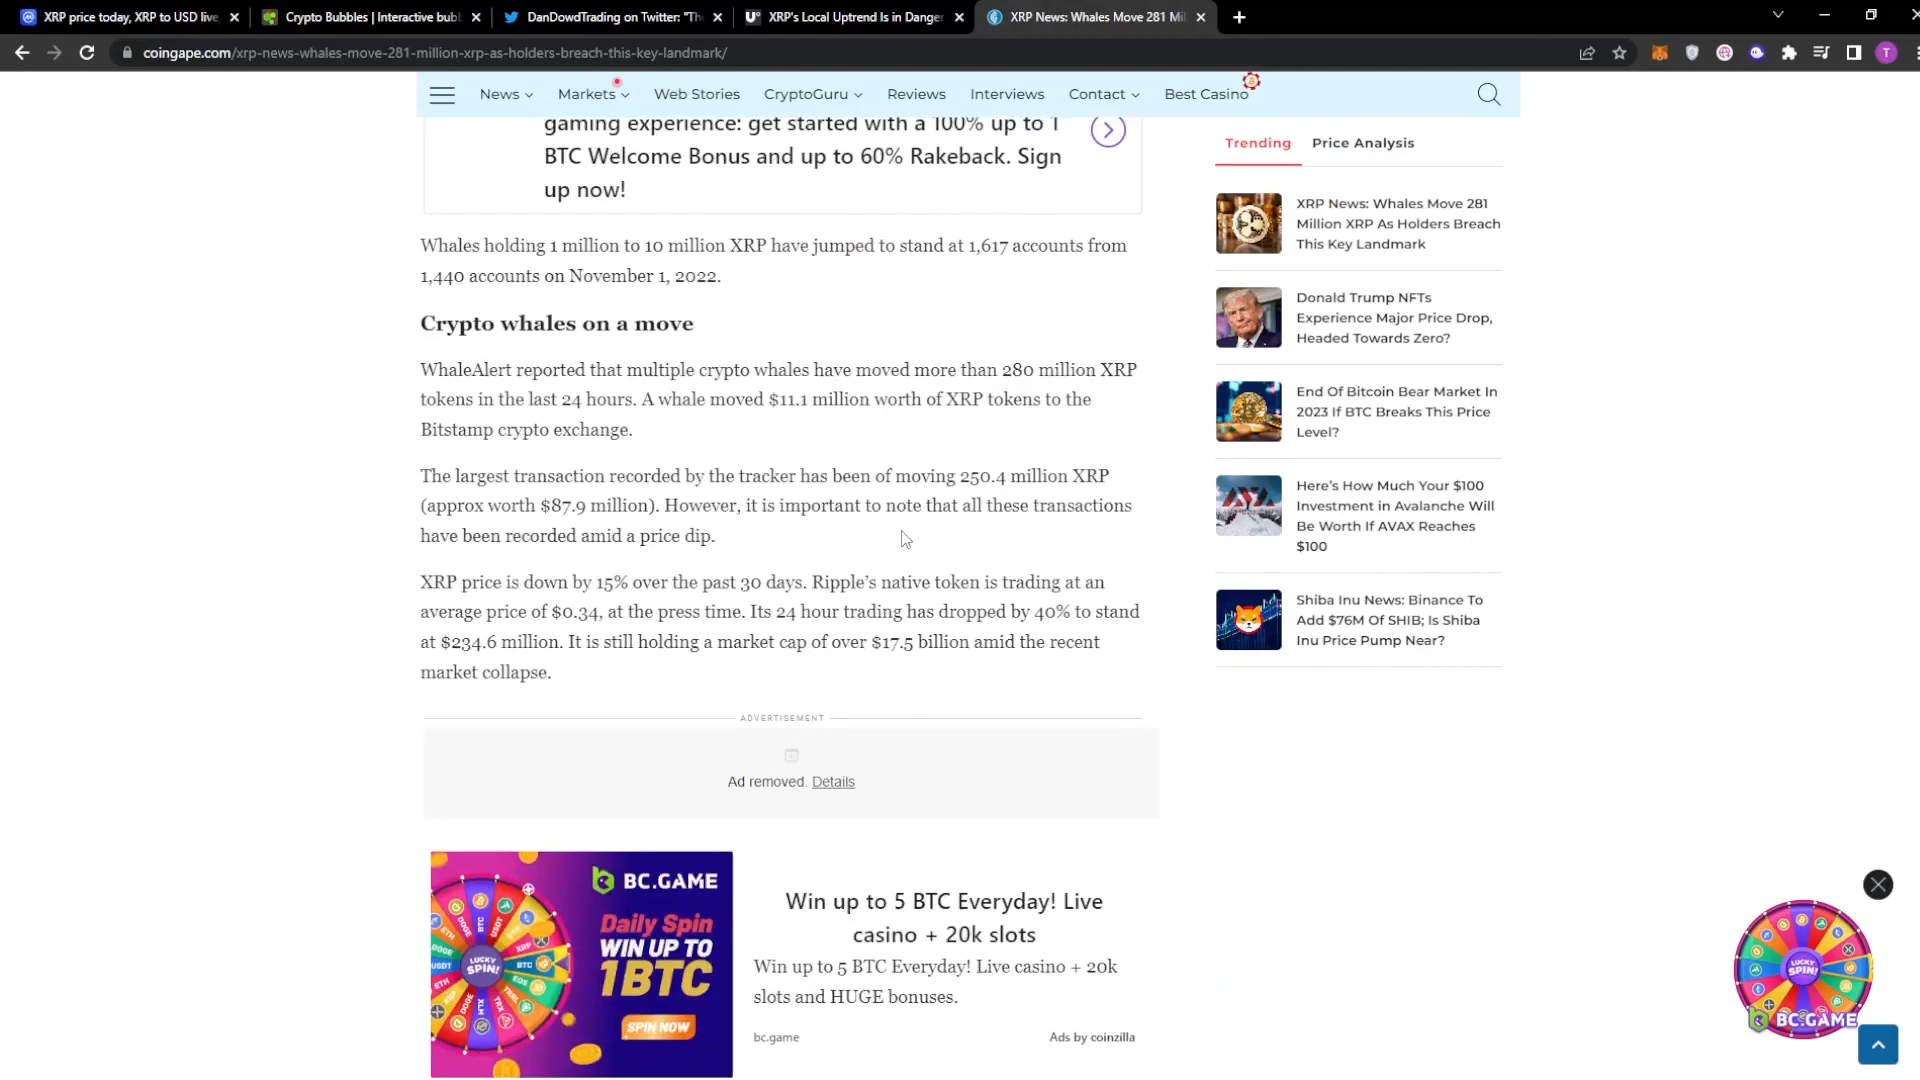 XRP price today, XRP to USD live,
Crypto Bubbles | Interactive bubl
DanDowdTrading on Twitter: "Th
XRP's Local Uptrend Is in Danger
XRP News: Whales Move 281 Mil
coingape.com/xrp-news-whales-move-281-million-xrp-as-holders-breach-this-key-landmark/
T
News
Markets
Web Stories
CryptoGuru
Reviews
Interviews
Contact
Best Casino
gaming experience: get started with a 100% up to 1
BTC Welcome Bonus and up to 60% Rakeback. Sign
up now!
Whales holding 1 million to 10 million XRP have jumped to stand at 1,617 accounts from
1,440 accounts on November 1, 2022.
Crypto whales on a move
WhaleAlert reported that multiple crypto whales have moved more than 280 million XRP
tokens in the last 24 hours. A whale moved $11.1 million worth of XRP tokens to the
Bitstamp crypto exchange.
The largest transaction recorded by the tracker has been of moving 250.4 million XRP
(approx worth $87.9 million). However, it is important to note that all these transactions
have been recorded amid a price dip.
XRP price is down by 15% over the past 30 days. Ripple's native token is trading at an
average price of $0.34, at the press time. Its 24 hour trading has dropped by 40% to stand
at $234.6 million. It is still holding a market cap of over $17.5 billion amid the recent
market collapse.
ADVERTISEMENT
Ad removed. Details
BC.GAME
Daily Spin
WIN UP TO
1BTC
SPIN NOW
LUCKY
SPIN!
Win up to 5 BTC Everyday! Live
casino + 20k slots
Win up to 5 BTC Everyday! Live casino + 20k
slots and HUGE bonuses.
bc.game
Ads by coinzilla
Trending
Price Analysis
XRP News: Whales Move 281
Million XRP As Holders Breach
This Key Landmark
Donald Trump NFTs
Experience Major Price Drop,
Headed Towards Zero?
End Of Bitcoin Bear Market In
2023 If BTC Breaks This Price
Level?
Here's How Much Your $100
Investment in Avalanche Will
Be Worth If AVAX Reaches
$100
Shiba Inu News: Binance To
Add $76M Of SHIB; Is Shiba
Inu Price Pump Near?
LUCKY
SPIN!
BC.GAME